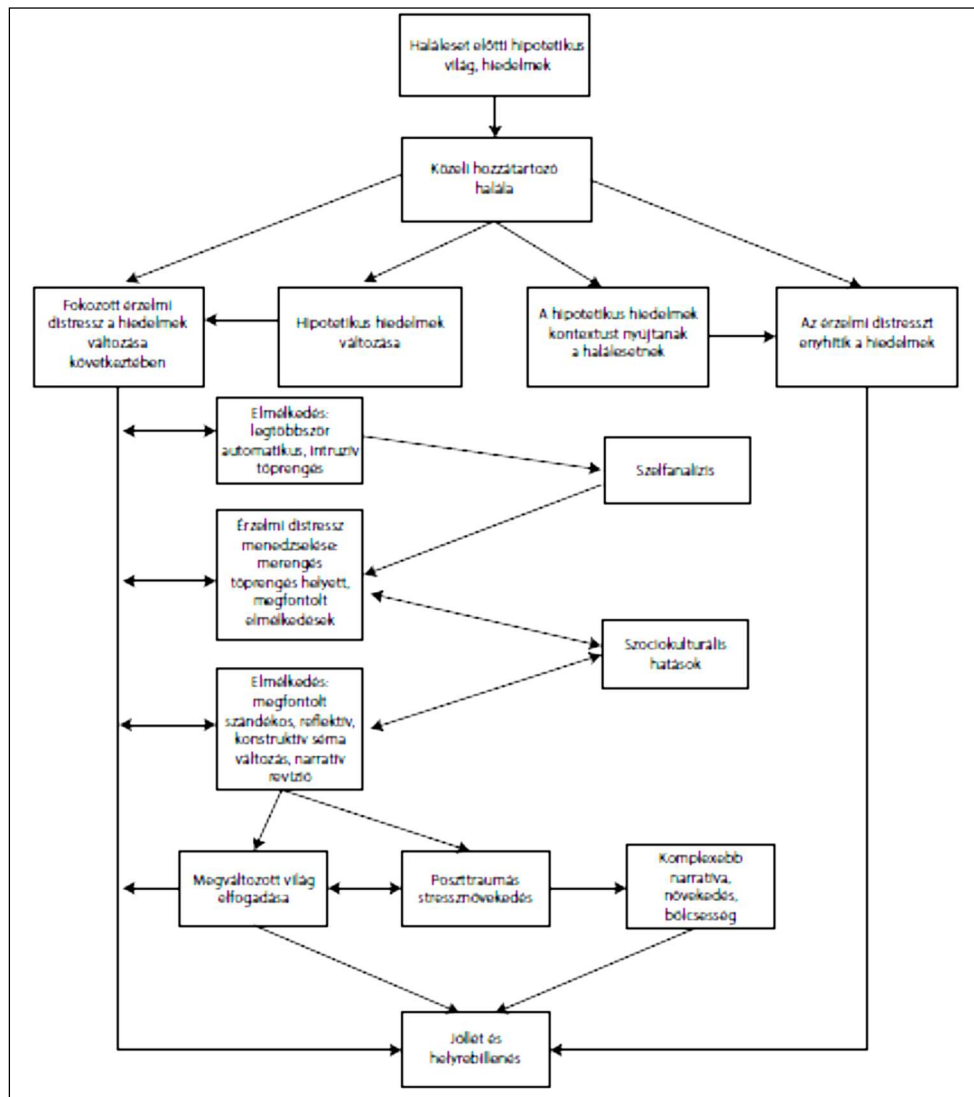 Haláleset előtti hipotetikus
világ, hiedelmek
Közeli hozzátartozó
halála
Fokozott érzelmi
distressz a hiedelmek
változása
következtében
Hipotetikus hiedelmek
változása
A hipotetikus hiedelmek
kontextust nyújtanak
a halálesetnek
Az érzelmi distresszt
enyhítik a hiedelmek
Elmélkedés:
legtöbbször
automatikus, intruzív
töprengés
Szelfanalízis
Érzelmi distressz
menedzselése:
merengés
töprengés helyett,
megfontolt
elmélkedések
Szociokulturális
hatások
Elmélkedés:
megfontolt
szándékos, reflektív,
konstruktív séma
változás, narratív
revízió
Megváltozott világ
elfogadása
Poszttraumás
stressznövekedés
Komplexebb
narratíva,
növekedés,
bölcsesség
Jóllét és
helyrebillenés